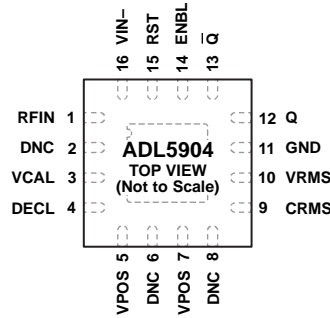 16 VIN–
15 RST
14 ENBL
13 Q̅
RFIN 1
DNC 2
VCAL 3
DECL 4
12 Q
11 GND
10 VRMS
9 CRMS
ADL5904
TOP VIEW
(Not to Scale)
VPOS 5
DNC 6
VPOS 7
DNC 8